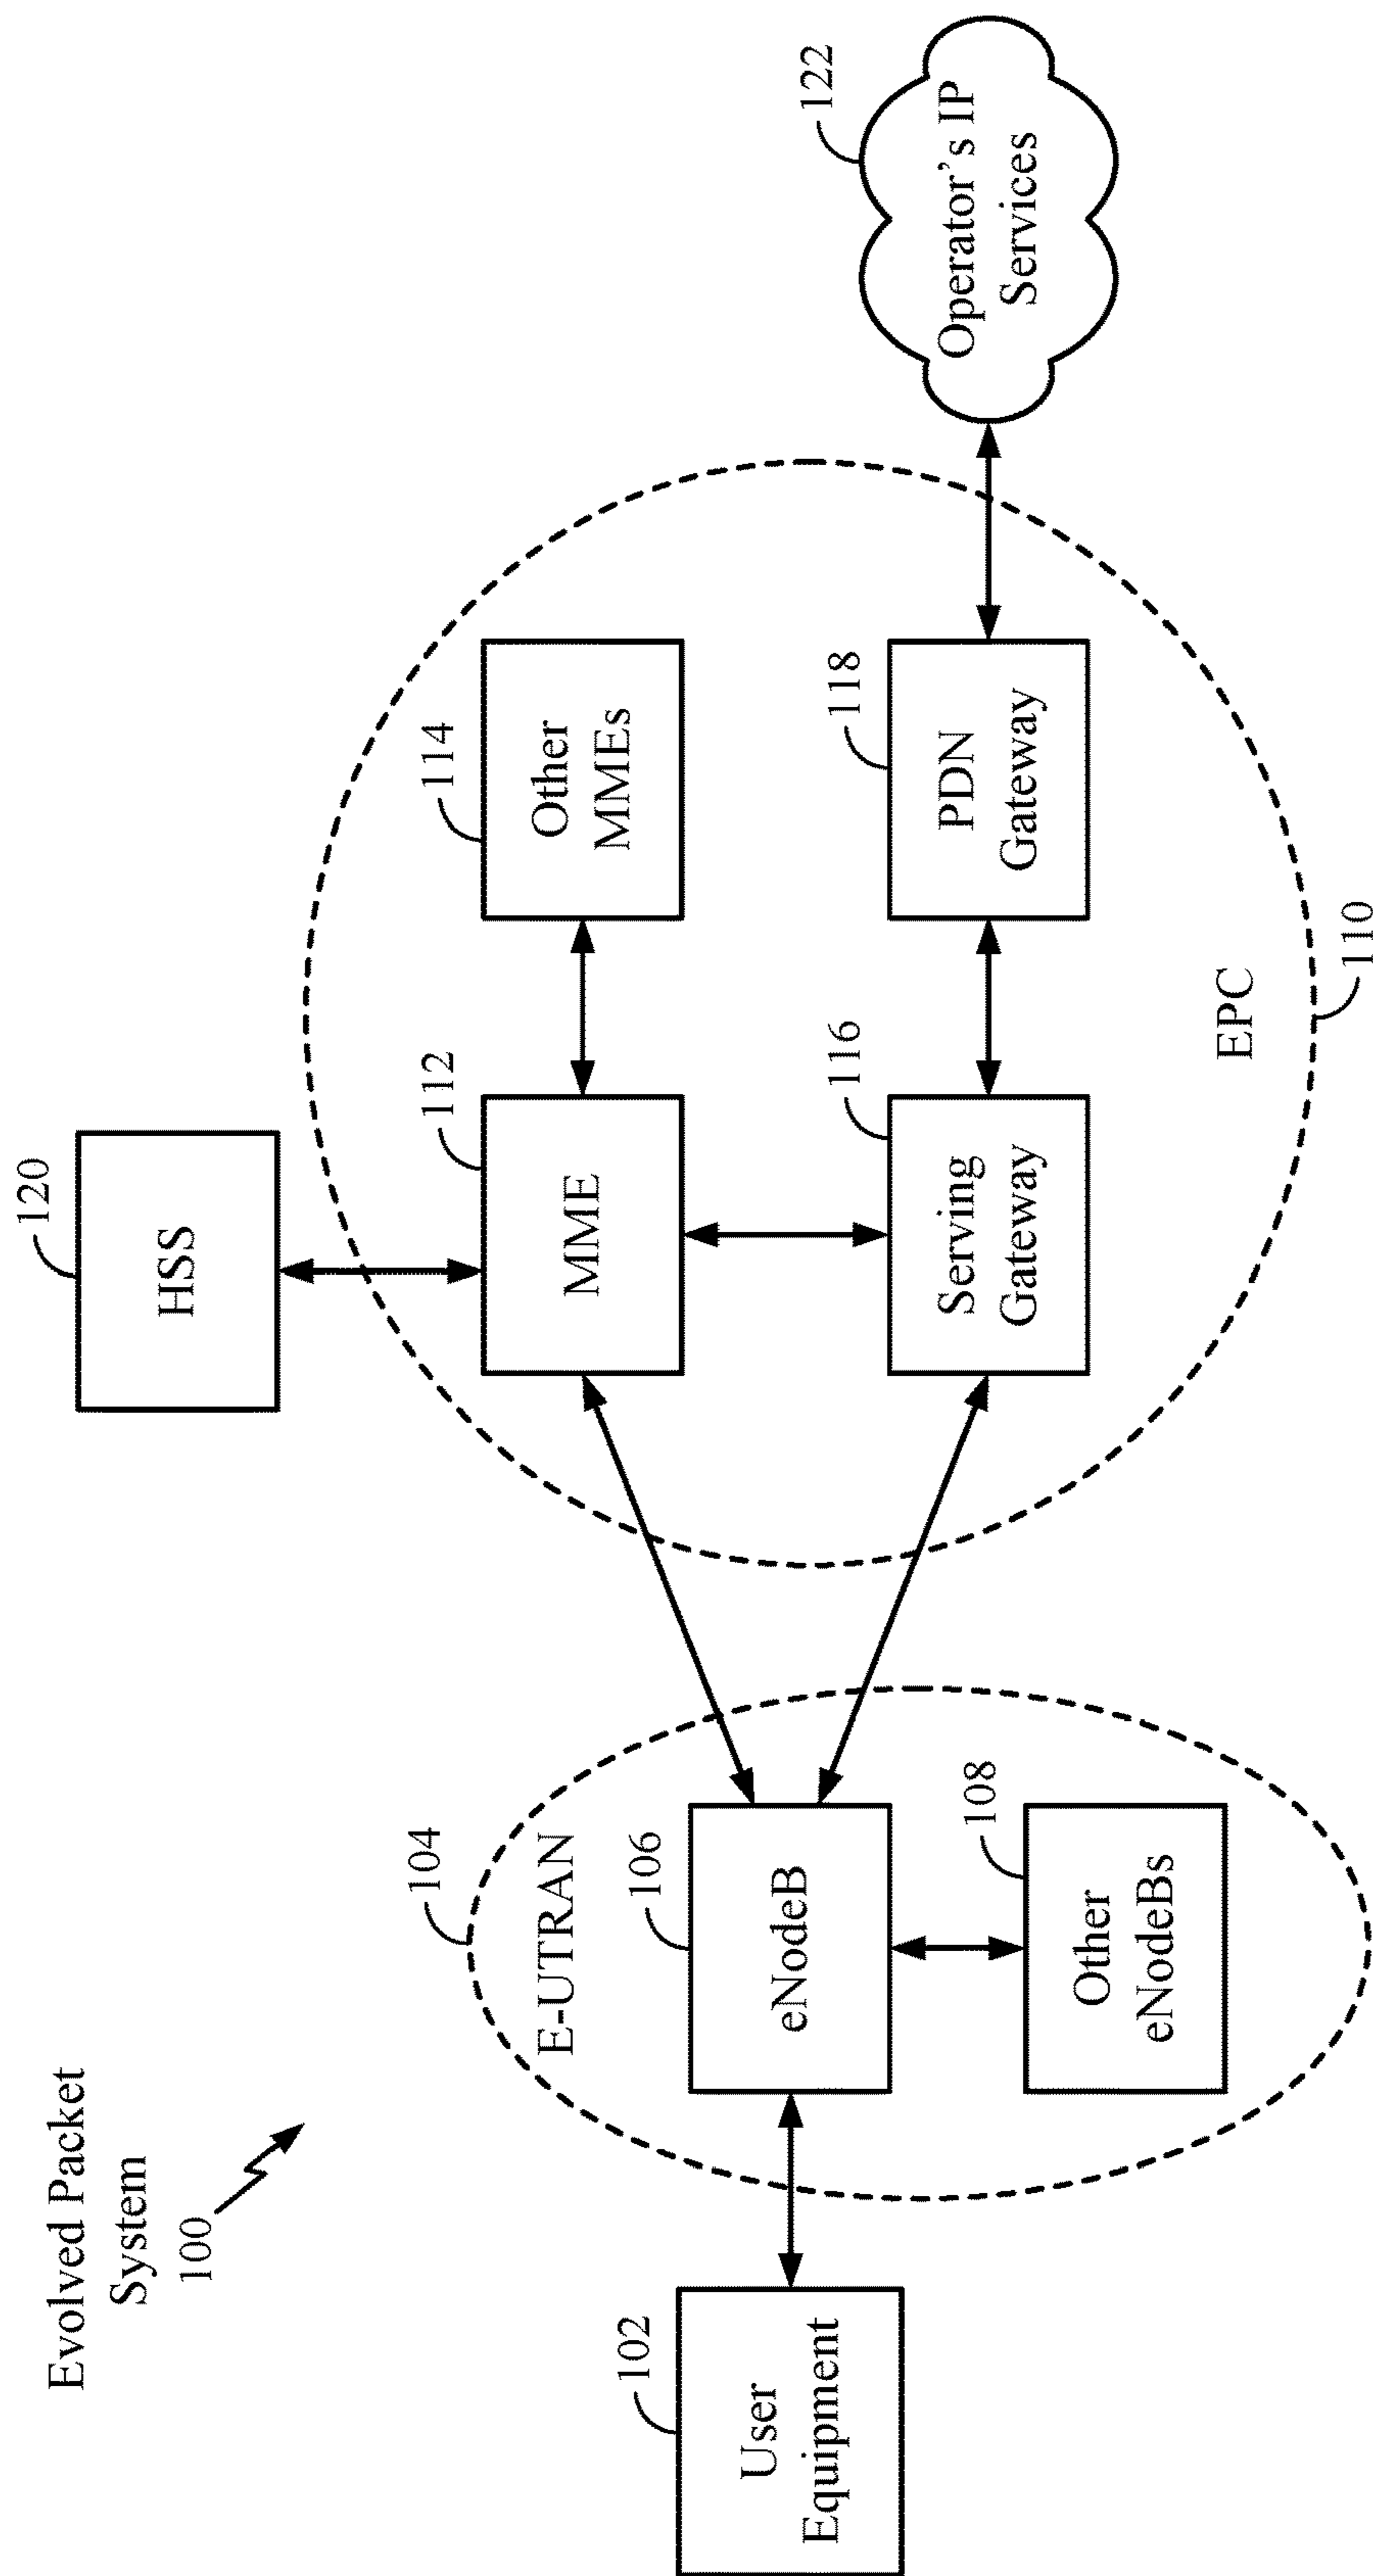 Evolved Packet
System
100
120
HSS
104
E-UTRAN
112
MME
114
Other
MMEs
102
User
Equipment
106
eNodeB
108
Other
eNodeBs
116
Serving
Gateway
118
PDN
Gateway
122
Operator's IP
Services
EPC
110